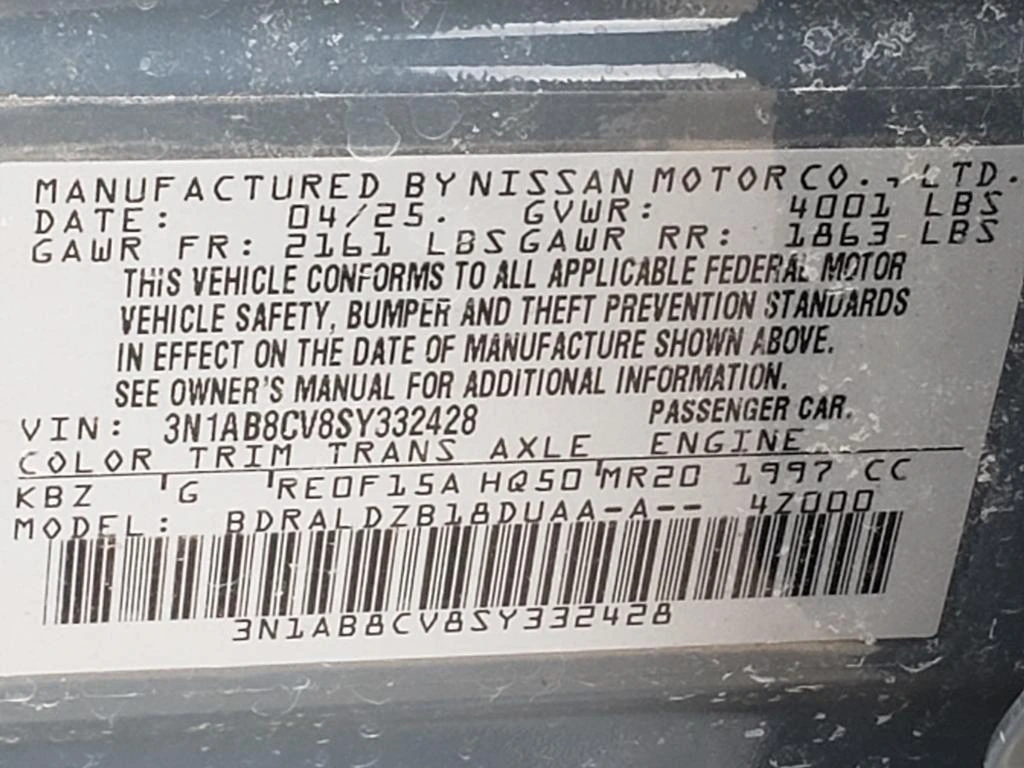 MANUFACTURED BY NISSAN MOTOR CO., LTD.
DATE: 04/25. GVWR: 4001 LBS
GAWR FR: 2161 LBS GAWR RR: 1863 LBS
THIS VEHICLE CONFORMS TO ALL APPLICABLE FEDERAL MOTOR
VEHICLE SAFETY, BUMPER AND THEFT PREVENTION STANDARDS
IN EFFECT ON THE DATE OF MANUFACTURE SHOWN ABOVE.
SEE OWNER'S MANUAL FOR ADDITIONAL INFORMATION.
VIN: 3N1AB8CV8SY332428 PASSENGER CAR.
COLOR TRIM TRANS AXLE ENGINE
KBZ G RE0F15A HQ50 MR20 1997 CC
MODEL: BDRALDZB18DUAA-A-- 4Z000
3N1AB8CV8SY332428